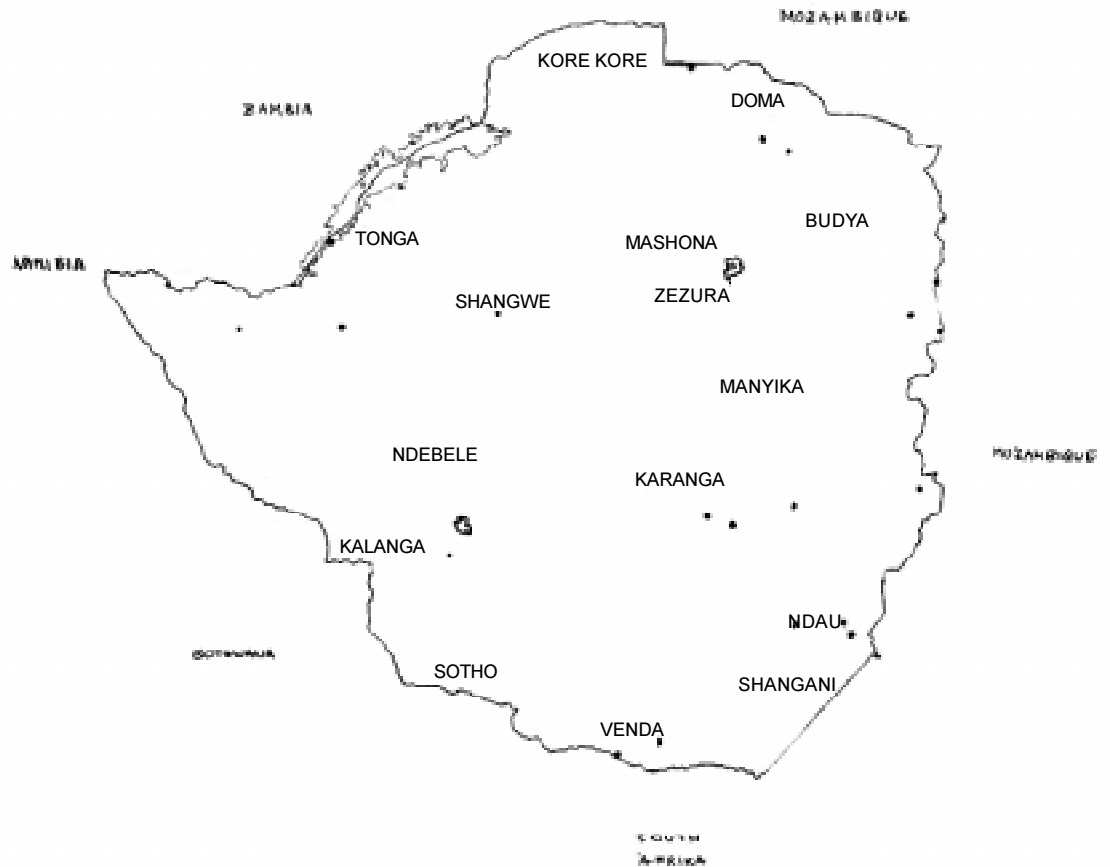 MOZAMBIQUE
KORE KORE
DOMA
ZAMBIA
BUDYA
TONGA
MASHONA
NAMIBIA
SHANGWE
ZEZURA
MANYIKA
NDEBELE
MOZAMBIQUE
KARANGA
KALANGA
NDAU
BOTSWANA
SOTHO
SHANGANI
VENDA
SOUTH
AFRIKA